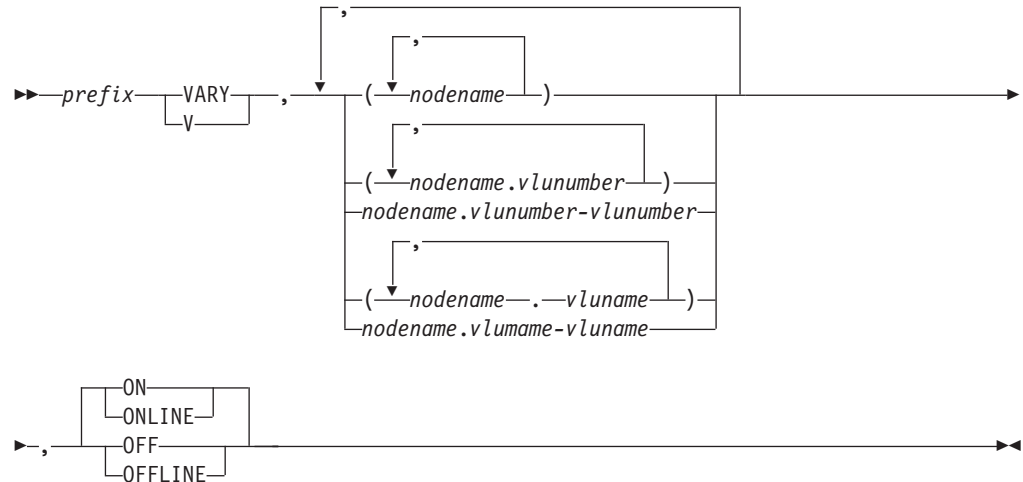 ,
,
prefix VARY , ( nodename )
V
,
( nodename.vlunumber )
nodename.vlunumber-vlunumber
,
( nodename . vluname )
nodename.vlumame-vluname
ON
ONLINE
, OFF
OFFLINE